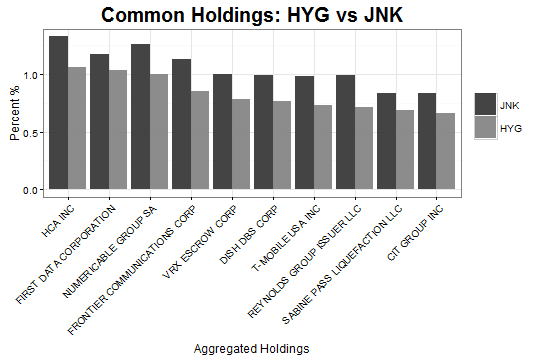 Common Holdings: HYG vs JNK
Percent %
1.0
0.5
0.0
JNK
HYG
HCA INC
FIRST DATA CORPORATION
NUMERICABLE GROUP SA
FRONTIER COMMUNICATIONS CORP
VRX ESCROW CORP
DISH DBS CORP
T-MOBILE USA INC
REYNOLDS GROUP ISSUER LLC
SABINE PASS LIQUEFACTION LLC
CIT GROUP INC
Aggregated Holdings